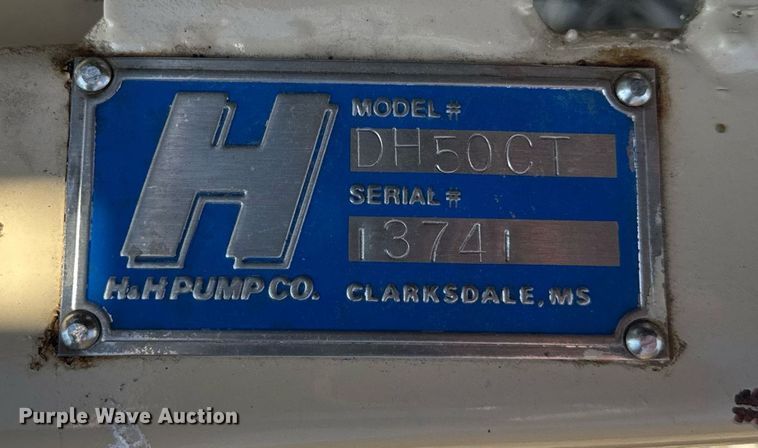 H
MODEL #
DH50CT
SERIAL #
13741
H&H PUMP CO. CLARKSDALE, MS
Purple Wave Auction